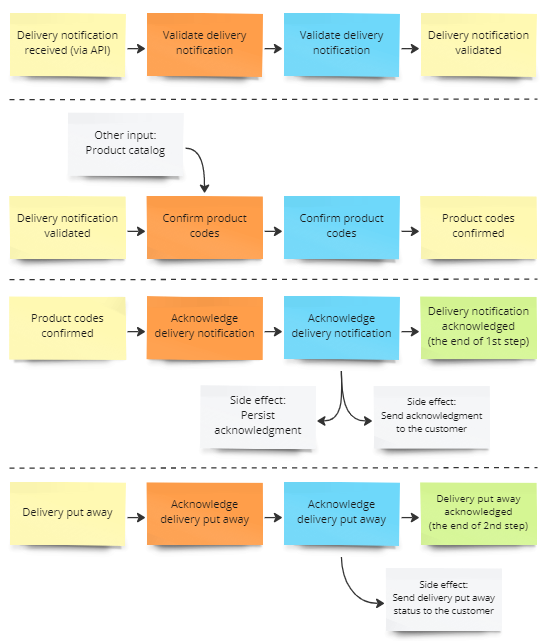 Delivery notification
received (via API)
Validate delivery
notification
Validate delivery
notification
Delivery notification
validated
Other input:
Product catalog
Delivery notification
validated
Confirm product
codes
Confirm product
codes
Product codes
confirmed
Product codes
confirmed
Acknowledge
delivery notification
Acknowledge
delivery notification
Delivery notification
acknowledged
(the end of 1st step)
Side effect:
Persist
acknowledgment
Side effect:
Send acknowledgment
to the customer
Delivery put away
Acknowledge
delivery put away
Acknowledge
delivery put away
Delivery put away
acknowledged
(the end of 2nd step)
Side effect:
Send delivery put away
status to the customer